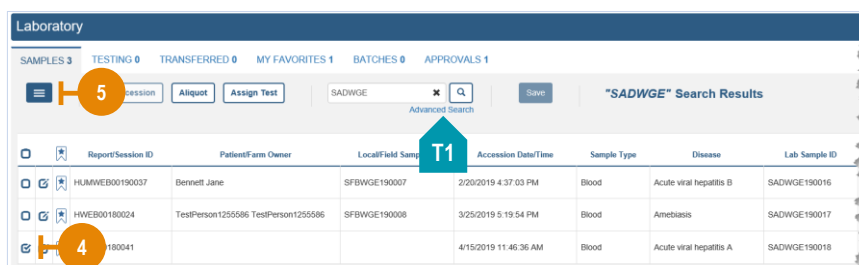 Laboratory
SAMPLES 3 TESTING 0 TRANSFERRED 0 MY FAVORITES 1 BATCHES 0 APPROVALS 1
5 cession Aliquot Assign Test SADWGE Save "SADWGE" Search Results
Advanced Search
T1
Report/Session ID Patient/Farm Owner Local/Field Samp Accession Date/Time Sample Type Disease Lab Sample ID
HUMWEB00190037 Bennett Jane SFBWGE190007 2/20/2019 4:37:03 PM Blood Acute viral hepatitis B SADWGE190016
HWEB00180024 TestPerson1255586 TestPerson1255586 SFBWGE190008 3/25/2019 5:19:54 PM Blood Amebiasis SADWGE190017
4 0180041 4/15/2019 11:46:36 AM Blood Acute viral hepatitis A SADWGE190018